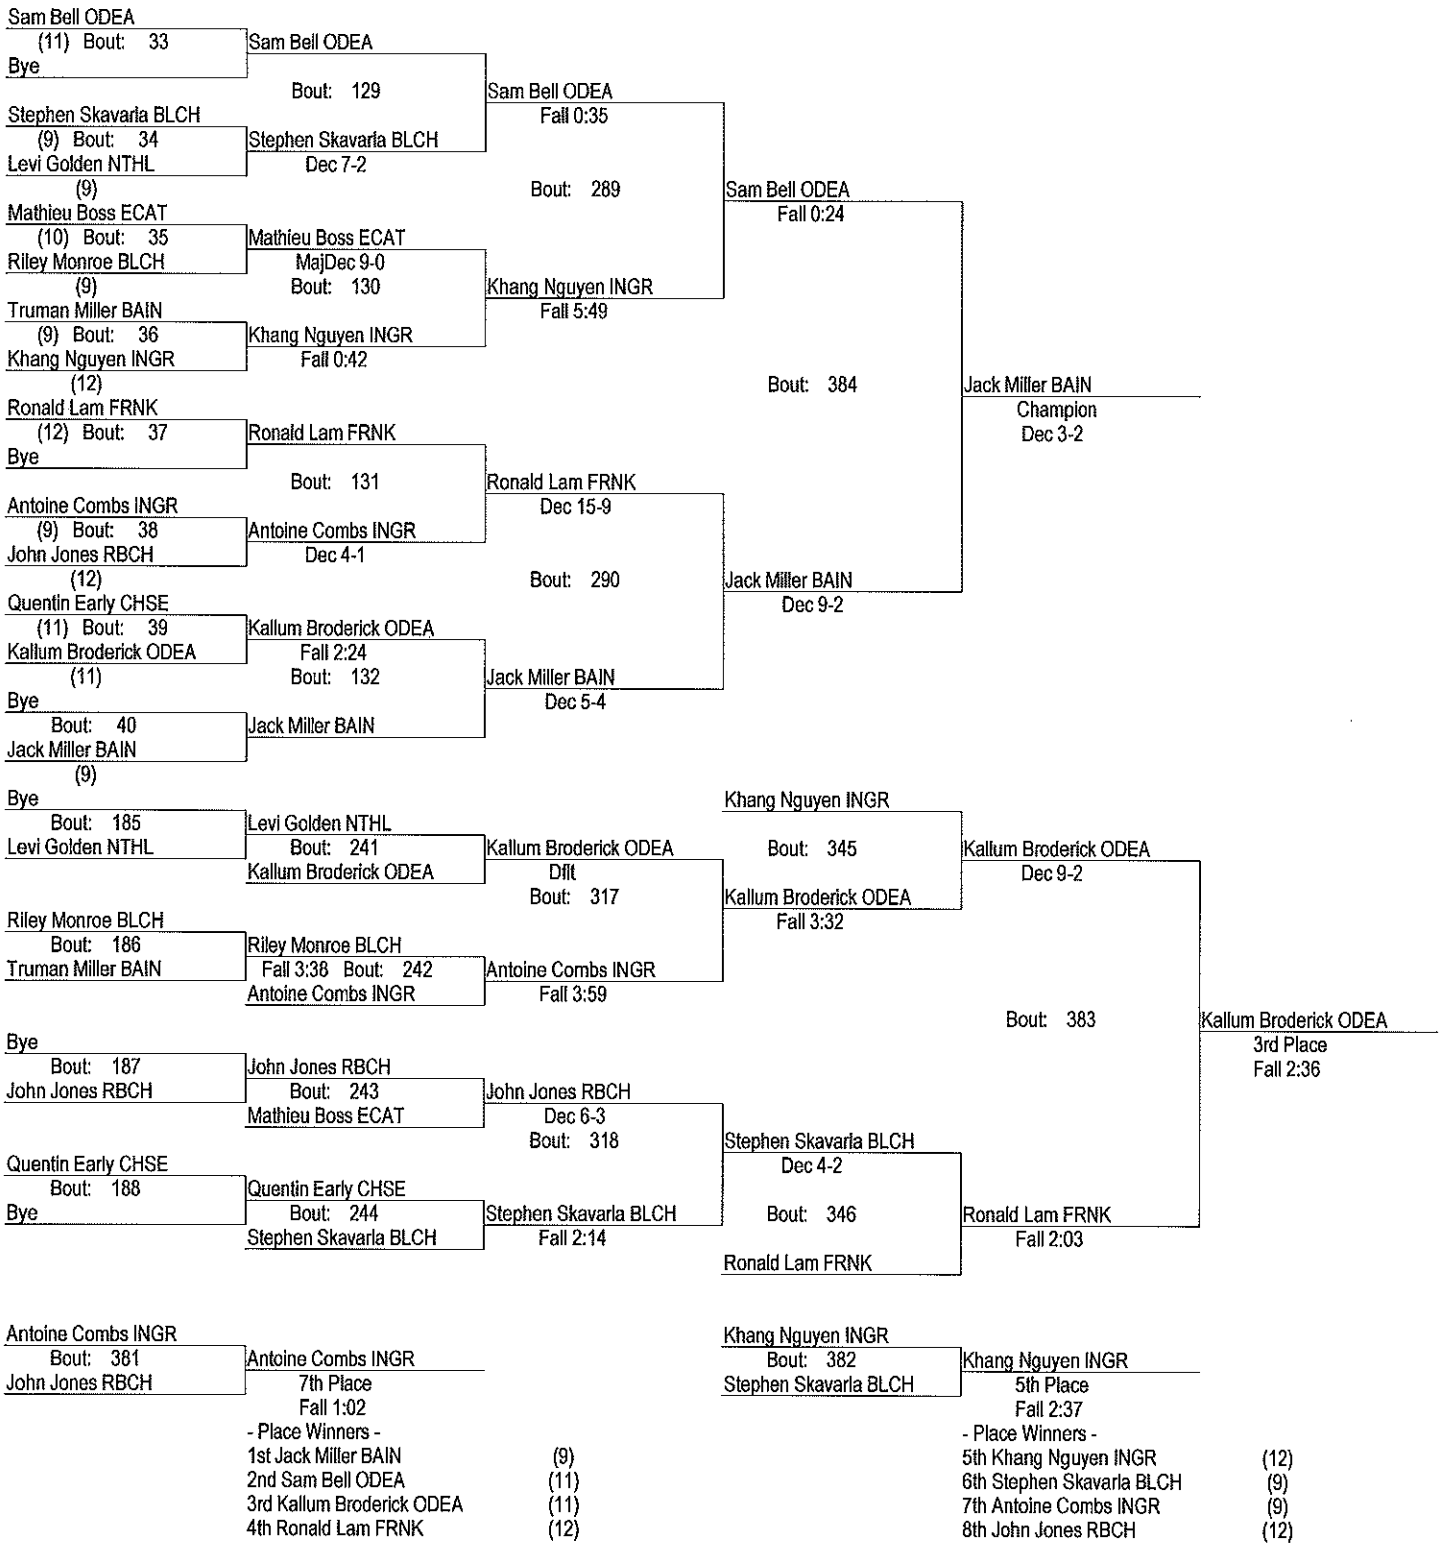 Sam Bell ODEA
(11) Bout: 33
Bye
Sam Bell ODEA
Bout: 129
Stephen Skavarla BLCH
(9) Bout: 34
Levi Golden NTHL
(9)
Stephen Skavarla BLCH
Dec 7-2
Sam Bell ODEA
Fall 0:35
Bout: 289
Mathieu Boss ECAT
(10) Bout: 35
Riley Monroe BLCH
(9)
Mathieu Boss ECAT
MajDec 9-0
Bout: 130
Truman Miller BAIN
(9) Bout: 36
Khang Nguyen INGR
(12)
Khang Nguyen INGR
Fall 0:42
Khang Nguyen INGR
Fall 5:49
Sam Bell ODEA
Fall 0:24
Bout: 384
Ronald Lam FRNK
(12) Bout: 37
Bye
Ronald Lam FRNK
Bout: 131
Antoine Combs INGR
(9) Bout: 38
John Jones RBCH
(12)
Antoine Combs INGR
Dec 4-1
Ronald Lam FRNK
Dec 15-9
Bout: 290
Quentin Early CHSE
(11) Bout: 39
Kallum Broderick ODEA
(11)
Kallum Broderick ODEA
Fall 2:24
Bout: 132
Bye
Bout: 40
Jack Miller BAIN
(9)
Jack Miller BAIN
Jack Miller BAIN
Dec 5-4
Jack Miller BAIN
Dec 9-2
Jack Miller BAIN
Champion
Dec 3-2
Bye
Bout: 185
Levi Golden NTHL
Levi Golden NTHL
Bout: 241
Kallum Broderick ODEA
Kallum Broderick ODEA
Dflt
Bout: 317
Riley Monroe BLCH
Bout: 186
Truman Miller BAIN
Riley Monroe BLCH
Fall 3:38 Bout: 242
Antoine Combs INGR
Antoine Combs INGR
Fall 3:59
Khang Nguyen INGR
Bout: 345
Kallum Broderick ODEA
Fall 3:32
Kallum Broderick ODEA
Dec 9-2
Bout: 383
Bye
Bout: 187
John Jones RBCH
John Jones RBCH
Bout: 243
Mathieu Boss ECAT
John Jones RBCH
Dec 6-3
Bout: 318
Quentin Early CHSE
Bout: 188
Bye
Quentin Early CHSE
Bout: 244
Stephen Skavarla BLCH
Stephen Skavarla BLCH
Fall 2:14
Stephen Skavarla BLCH
Dec 4-2
Bout: 346
Ronald Lam FRNK
Ronald Lam FRNK
Fall 2:03
Kallum Broderick ODEA
3rd Place
Fall 2:36
Antoine Combs INGR
Bout: 381
John Jones RBCH
Antoine Combs INGR
7th Place
Fall 1:02
- Place Winners -
1st Jack Miller BAIN (9)
2nd Sam Bell ODEA (11)
3rd Kallum Broderick ODEA (11)
4th Ronald Lam FRNK (12)
Khang Nguyen INGR
Bout: 382
Stephen Skavarla BLCH
Khang Nguyen INGR
5th Place
Fall 2:37
- Place Winners -
5th Khang Nguyen INGR (12)
6th Stephen Skavarla BLCH (9)
7th Antoine Combs INGR (9)
8th John Jones RBCH (12)